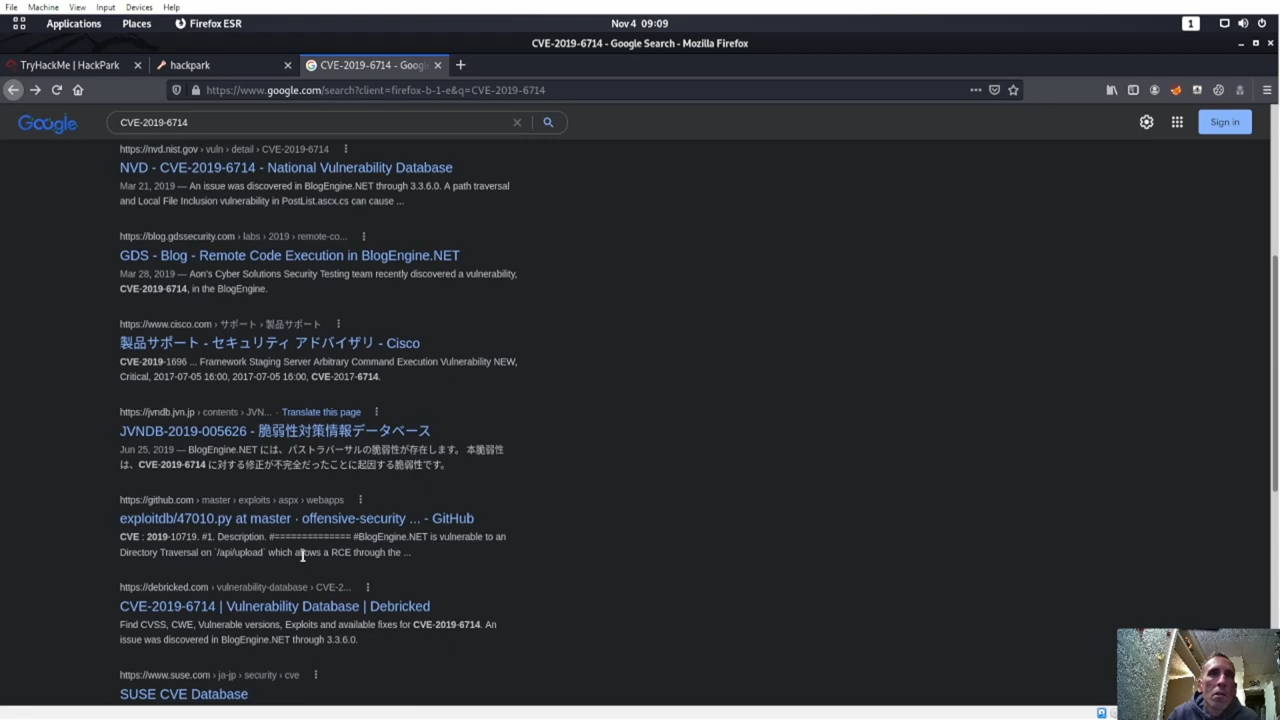 File Machine View Input Devices Help
Applications Places Firefox ESR Nov 4 09:09 1
CVE-2019-6714 - Google Search - Mozilla Firefox
TryHackMe | HackPark hackpark CVE-2019-6714 - Goog
https://www.google.com/search?client=firefox-b-1-e&q=CVE-2019-6714
Google CVE-2019-6714 Sign in
https://nvd.nist.gov › vuln › detail › CVE-2019-6714
NVD - CVE-2019-6714 - National Vulnerability Database
Mar 21, 2019 — An issue was discovered in BlogEngine.NET through 3.3.6.0. A path traversal
and Local File Inclusion vulnerability in PostList.ascx.cs can cause ...
https://blog.gdssecurity.com › labs › 2019 › remote-co...
GDS - Blog - Remote Code Execution in BlogEngine.NET
Mar 28, 2019 — Aon's Cyber Solutions Security Testing team recently discovered a vulnerability,
CVE-2019-6714, in the BlogEngine.
https://www.cisco.com › サポート › 製品サポート
製品サポート - セキュリティ アドバイザリ - Cisco
CVE-2019-1696 ... Framework Staging Server Arbitrary Command Execution Vulnerability NEW,
Critical, 2017-07-05 16:00, 2017-07-05 16:00, CVE-2017-6714.
https://jvndb.jvn.jp › contents › JVN... · Translate this page
JVNDB-2019-005626 - 脆弱性対策情報データベース
Jun 25, 2019 — BlogEngine.NET には、パストラバーサルの脆弱性が存在します。 本脆弱性
は、CVE-2019-6714 に対する修正が不完全だったことに起因する脆弱性です。
https://github.com › master › exploits › aspx › webapps
exploitdb/47010.py at master · offensive-security ... - GitHub
CVE : 2019-10719. #1. Description. #============== #BlogEngine.NET is vulnerable to an
Directory Traversal on `/api/upload` which allows a RCE through the ...
https://debricked.com › vulnerability-database › CVE-2...
CVE-2019-6714 | Vulnerability Database | Debricked
Find CVSS, CWE, Vulnerable versions, Exploits and available fixes for CVE-2019-6714. An
issue was discovered in BlogEngine.NET through 3.3.6.0.
https://www.suse.com › ja-jp › security › cve
SUSE CVE Database